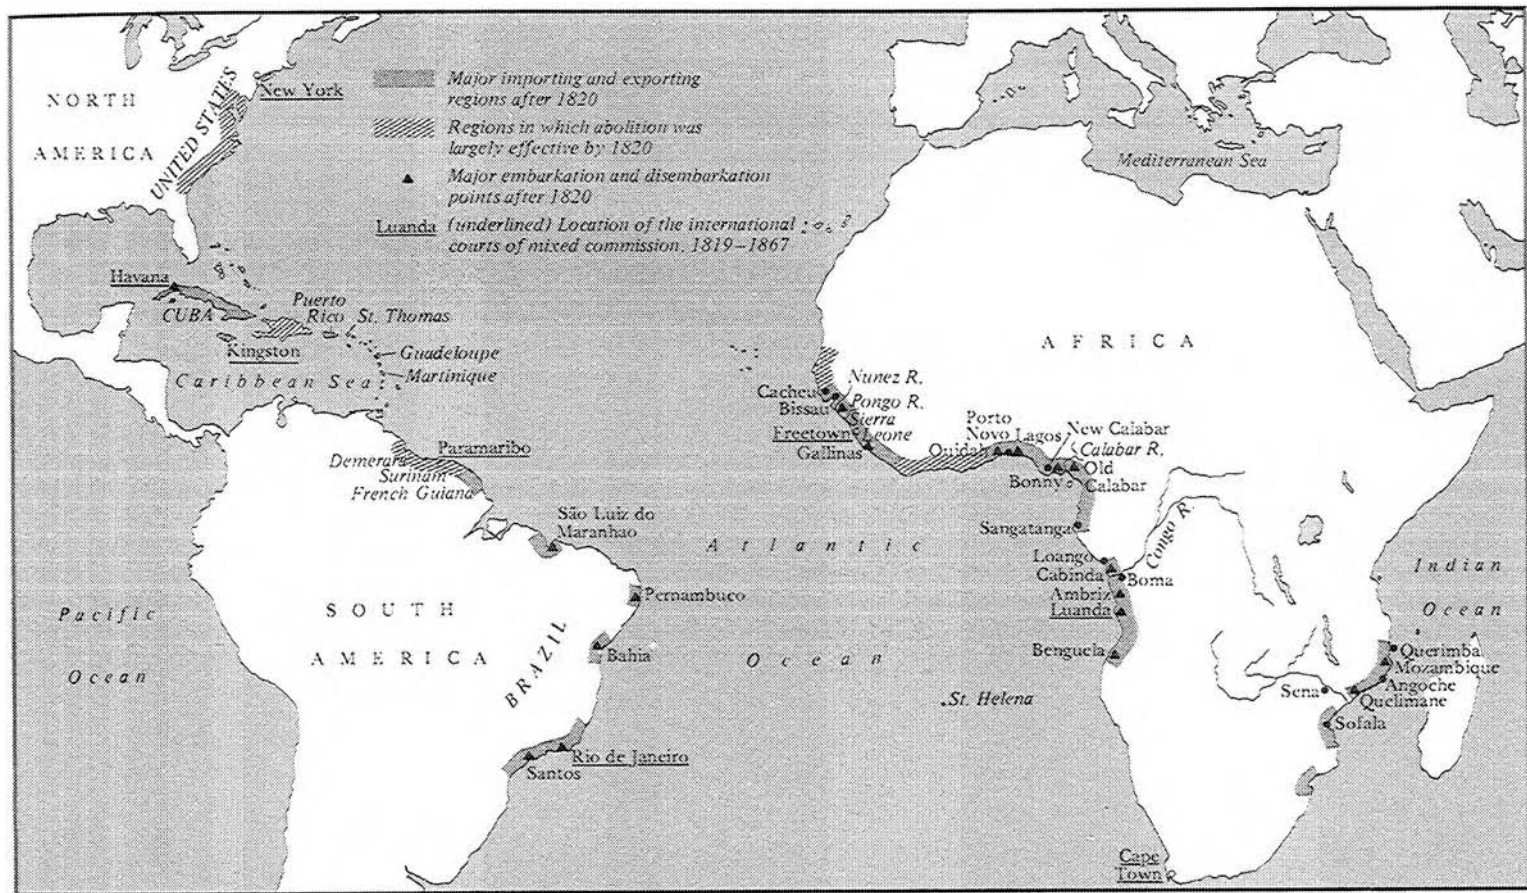 NORTH
AMERICA
UNITED STATES
New York
Major importing and exporting
regions after 1820
Regions in which abolition was
largely effective by 1820
Major embarkation and disembarkation
points after 1820
Luanda (underlined) Location of the international
courts of mixed commission, 1819–1867
Mediterranean Sea
Havana
CUBA
Puerto
Rico
St. Thomas
Kingston
Guadeloupe
Martinique
Caribbean Sea
AFRICA
Cacheu
Bissau
Nunez R.
Pongo R.
Sierra
Leone
Freetown
Gallinas
Porto
Novo
Lagos
Ouidah
New Calabar
Calabar R.
Old
Calabar
Bonny
Paramaribo
Demerara
Surinam
French Guiana
São Luiz do
Maranhao
Sangatanga
Congo R.
Atlantic
Ocean
Loango
Cabinda
Boma
Ambriz
Luanda
Benguela
Indian
Ocean
Pernambuco
SOUTH
AMERICA
BRAZIL
Bahia
Pacific
Ocean
Querimba
Mozambique
Angoche
Quelimane
Sena
Sofala
St. Helena
Rio de Janeiro
Santos
Cape
Town